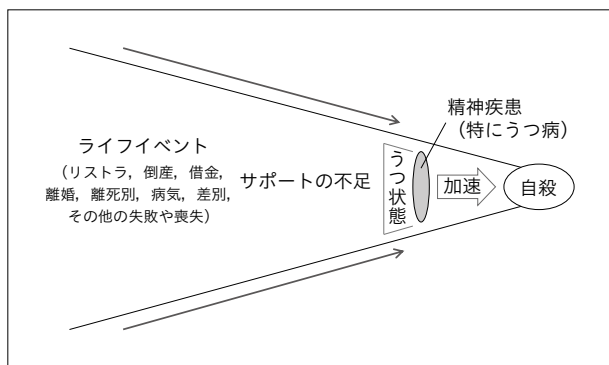 精神疾患
（特にうつ病）
ライフイベント
（リストラ，倒産，借金，
離婚，離死別，病気，差別，
その他の失敗や喪失）
サポートの不足
うつ状態
加速
自殺